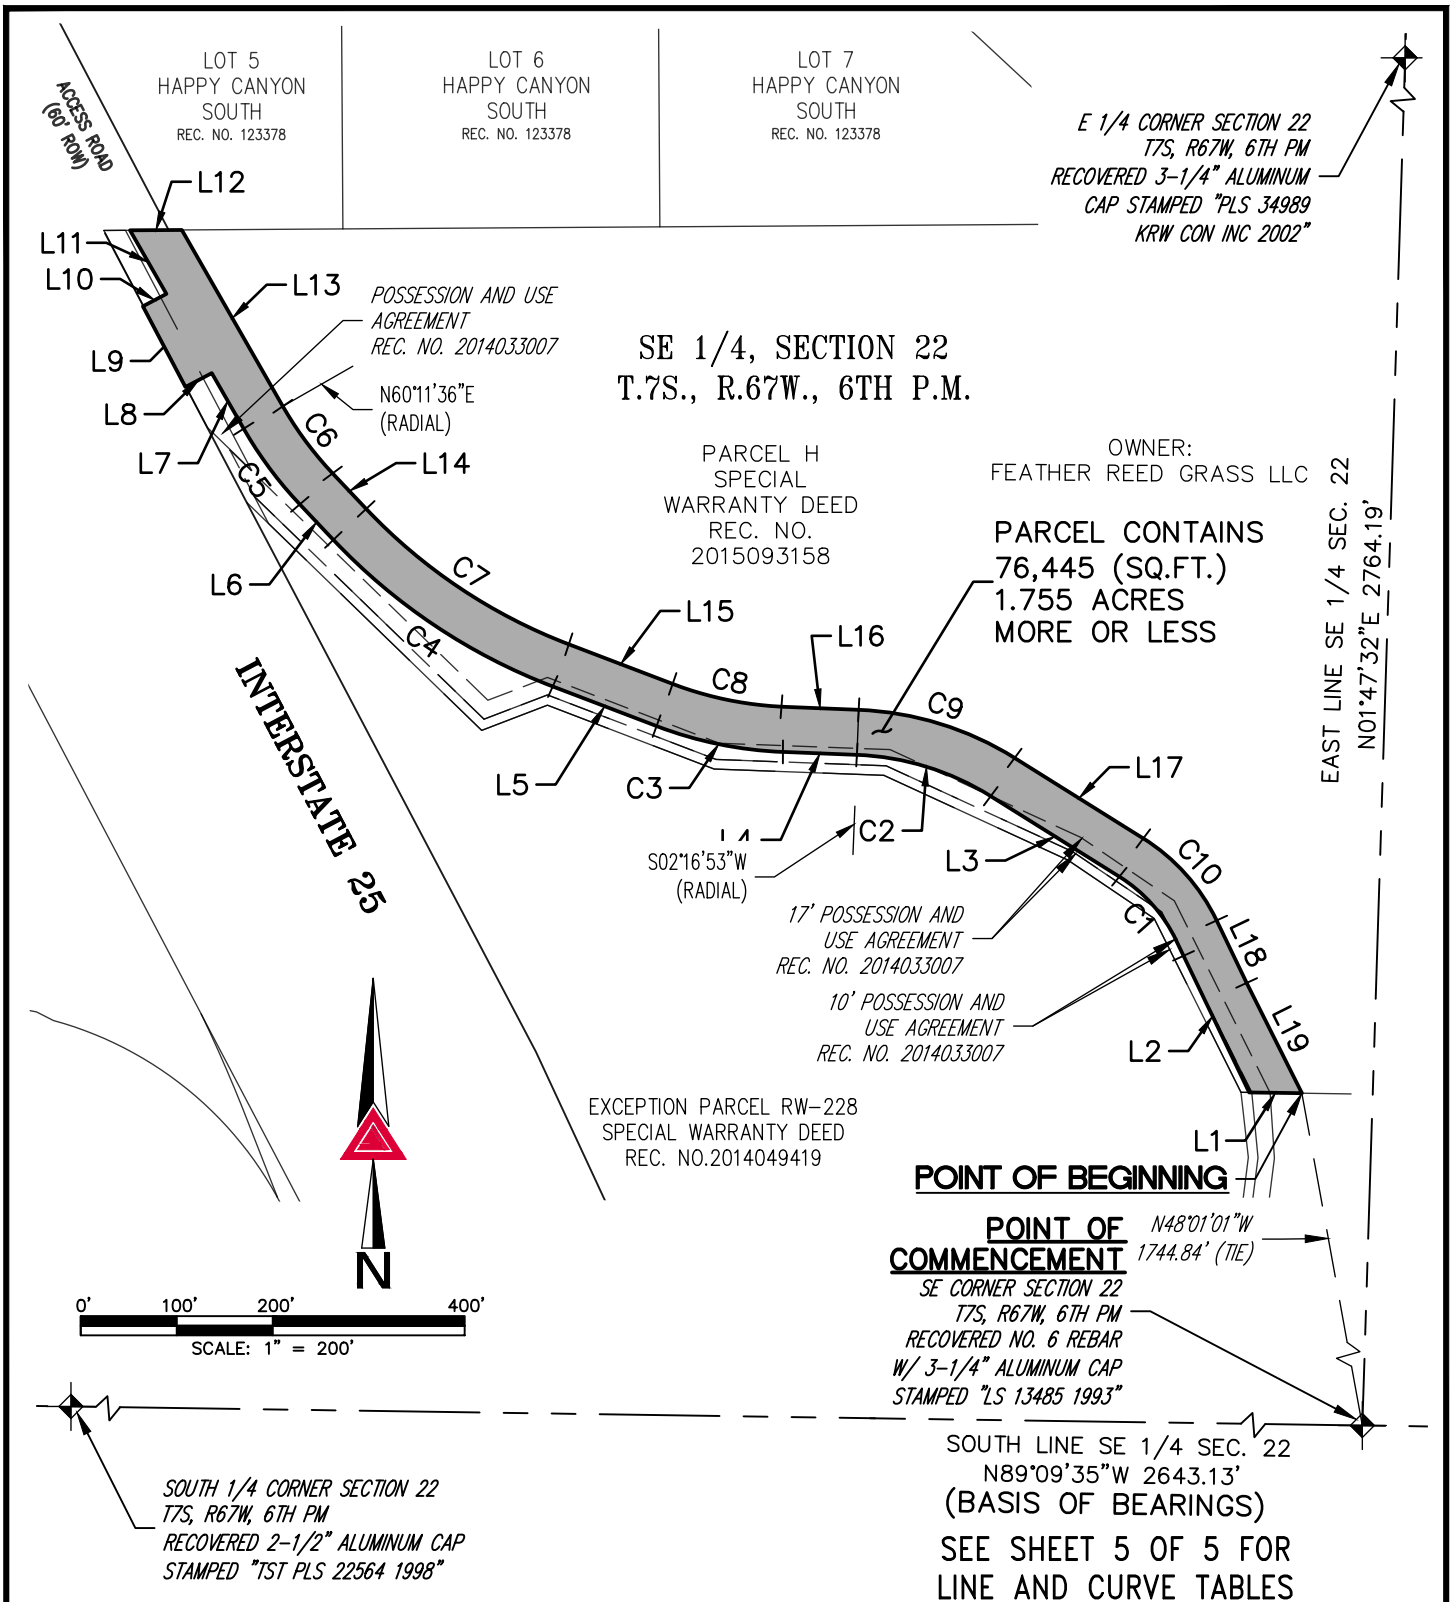 LOT 5
HAPPY CANYON
SOUTH
REC. NO. 123378
LOT 6
HAPPY CANYON
SOUTH
REC. NO. 123378
LOT 7
HAPPY CANYON
SOUTH
REC. NO. 123378
ACCESS ROAD
(60' ROW)
E 1/4 CORNER SECTION 22
T7S, R67W, 6TH PM
RECOVERED 3-1/4" ALUMINUM
CAP STAMPED "PLS 34989
KRW CON INC 2002"
L12
L11
L10
L13
L9
L8
L7
POSSESSION AND USE
AGREEMENT
REC. NO. 2014033007
N60°11'36"E
(RADIAL)
SE 1/4, SECTION 22
T.7S., R.67W., 6TH P.M.
C6
L14
C5
L6
C7
C4
PARCEL H
SPECIAL
WARRANTY DEED
REC. NO.
2015093158
OWNER:
FEATHER REED GRASS LLC
PARCEL CONTAINS
76,445 (SQ.FT.)
1.755 ACRES
MORE OR LESS
EAST LINE SE 1/4 SEC. 22
N01°47'32"E 2764.19'
L15
L16
C8
C9
L5
C3
L4
C2
L17
L3
C10
C1
L18
L19
L2
L1
S02°16'53"W
(RADIAL)
17' POSSESSION AND
USE AGREEMENT
REC. NO. 2014033007
10' POSSESSION AND
USE AGREEMENT
REC. NO. 2014033007
INTERSTATE 25
EXCEPTION PARCEL RW-228
SPECIAL WARRANTY DEED
REC. NO.2014049419
POINT OF BEGINNING
POINT OF
COMMENCEMENT
SE CORNER SECTION 22
T7S, R67W, 6TH PM
RECOVERED NO. 6 REBAR
W/ 3-1/4" ALUMINUM CAP
STAMPED "LS 13485 1993"
N48°01'01"W
1744.84' (TIE)
N
0' 100' 200' 400'
SCALE: 1" = 200'
SOUTH LINE SE 1/4 SEC. 22
N89°09'35"W 2643.13'
(BASIS OF BEARINGS)
SOUTH 1/4 CORNER SECTION 22
T7S, R67W, 6TH PM
RECOVERED 2-1/2" ALUMINUM CAP
STAMPED "TST PLS 22564 1998"
SEE SHEET 5 OF 5 FOR
LINE AND CURVE TABLES